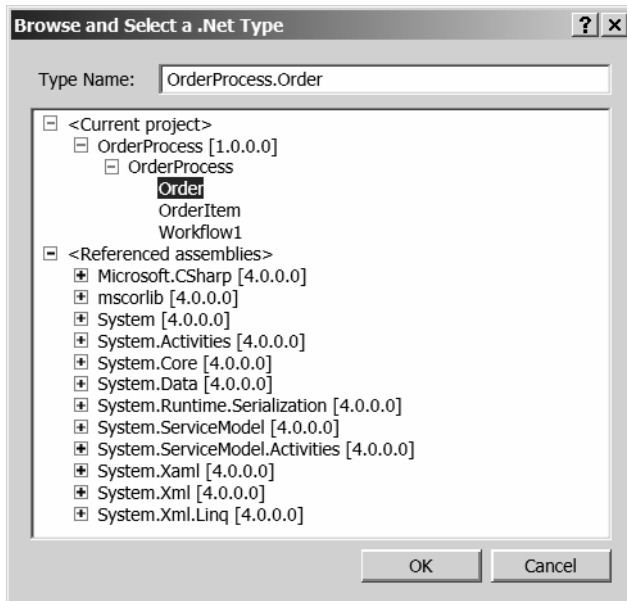 Browse and Select a .Net Type
Type Name: OrderProcess.Order
<Current project>
OrderProcess [1.0.0.0]
OrderProcess
Order
OrderItem
Workflow1
<Referenced assemblies>
Microsoft.CSharp [4.0.0.0]
mscorlib [4.0.0.0]
System [4.0.0.0]
System.Activities [4.0.0.0]
System.Core [4.0.0.0]
System.Data [4.0.0.0]
System.Runtime.Serialization [4.0.0.0]
System.ServiceModel [4.0.0.0]
System.ServiceModel.Activities [4.0.0.0]
System.Xaml [4.0.0.0]
System.Xml [4.0.0.0]
System.Xml.Linq [4.0.0.0]
OK Cancel